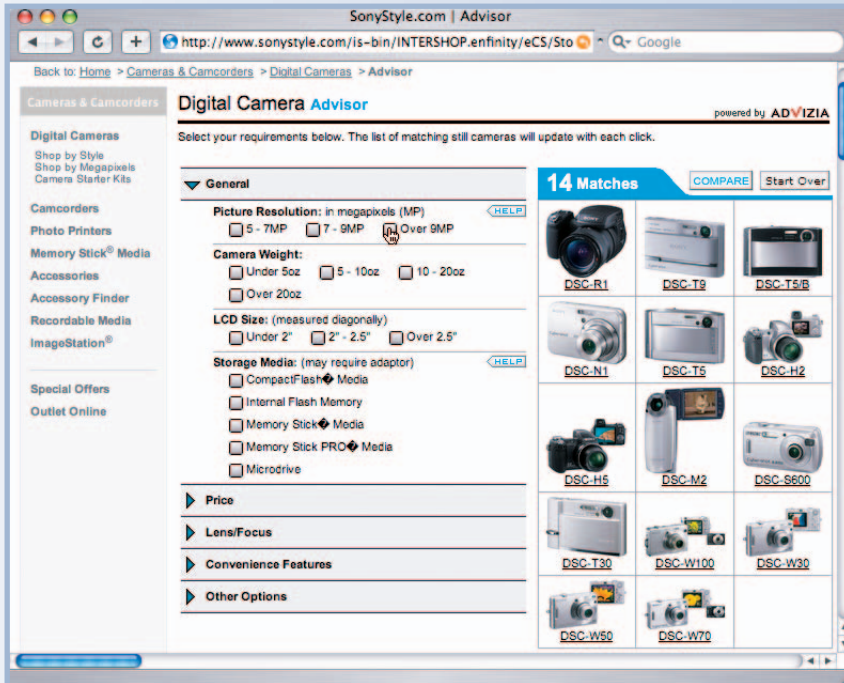 SonyStyle.com | Advisor
http://www.sonystyle.com/is-bin/INTERSHOP.enfinity/eCS/Sto
Google
Back to: Home > Cameras & Camcorders > Digital Cameras > Advisor
Cameras & Camcorders
Digital Cameras
Shop by Style
Shop by Megapixels
Camera Starter Kits
Camcorders
Photo Printers
Memory Stick® Media
Accessories
Accessory Finder
Recordable Media
ImageStation®
Special Offers
Outlet Online
Digital Camera Advisor
powered by ADVIZIA
Select your requirements below. The list of matching still cameras will update with each click.
General
Picture Resolution: in megapixels (MP) HELP
5 - 7MP 7 - 9MP Over 9MP
Camera Weight:
Under 5oz 5 - 10oz 10 - 20oz
Over 20oz
LCD Size: (measured diagonally)
Under 2" 2" - 2.5" Over 2.5"
Storage Media: (may require adaptor) HELP
CompactFlash� Media
Internal Flash Memory
Memory Stick� Media
Memory Stick PRO� Media
Microdrive
Price
Lens/Focus
Convenience Features
Other Options
14 Matches COMPARE Start Over
DSC-R1 DSC-T9 DSC-T5/B
DSC-N1 DSC-T5 DSC-H2
DSC-H5 DSC-M2 DSC-S600
DSC-T30 DSC-W100 DSC-W30
DSC-W50 DSC-W70